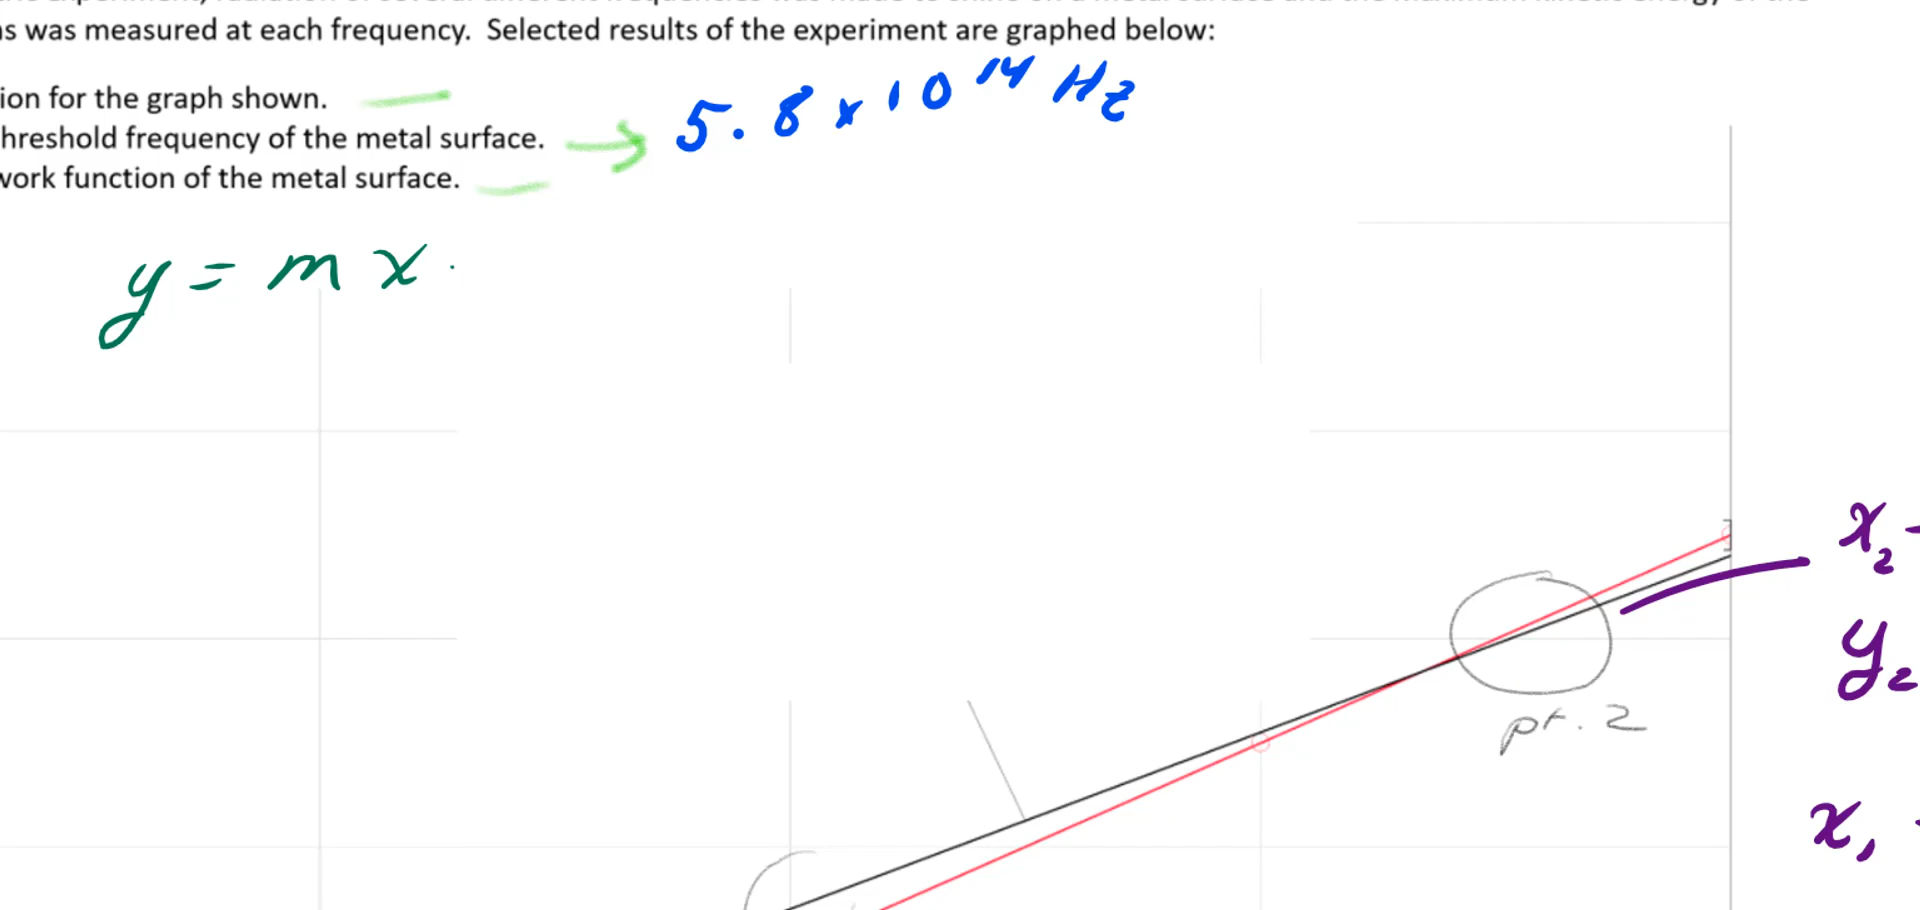 s was measured at each frequency. Selected results of the experiment are graphed below:
ion for the graph shown.
5.8 x 10 14 Hz
hreshold frequency of the metal surface.
work function of the metal surface.
y = m x
x2
y2
pt. 2
x1